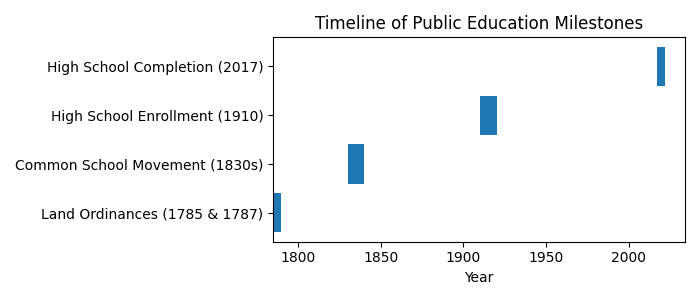 Timeline of Public Education Milestones
High School Completion (2017)
High School Enrollment (1910)
Common School Movement (1830s)
Land Ordinances (1785 & 1787)
1800 1850 1900 1950 2000
Year